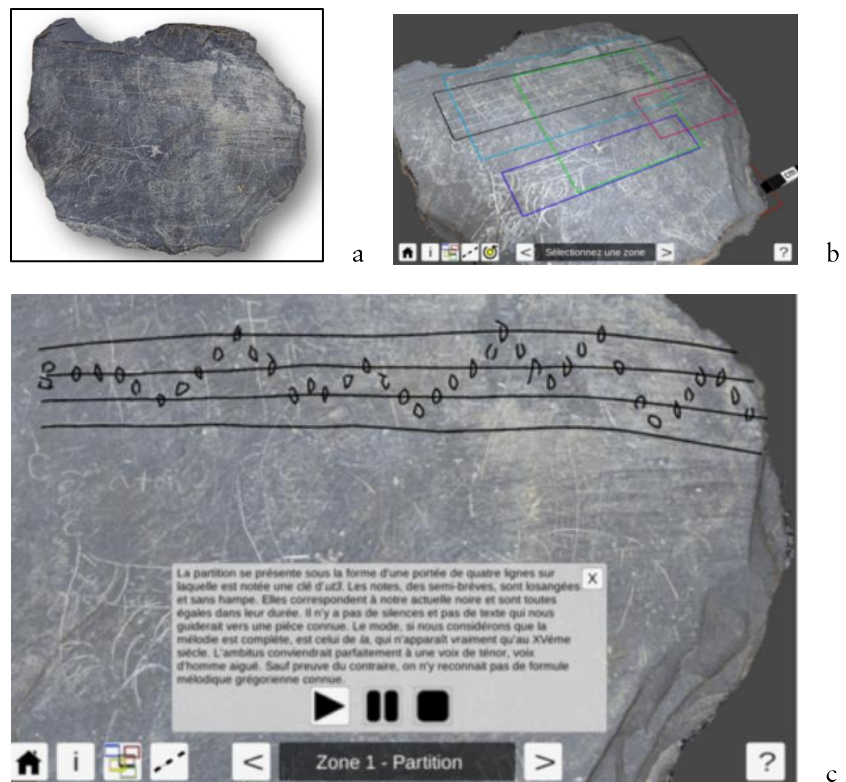 a
cm
i
< Sélectionnez une zone > ?
b
La partition se présente sous la forme d'une portée de quatre lignes sur
laquelle est notée une clé d'ut3. Les notes, des semi-brèves, sont losangées
et sans hampe. Elles correspondent à notre actuelle noire et sont toutes
égales dans leur durée. Il n'y a pas de silences et pas de texte qui nous
guiderait vers une pièce connue. Le mode, si nous considérons que la
mélodie est complète, est celui de la, qui n'apparaît vraiment qu'au XVème
siècle. L'ambitus conviendrait parfaitement à une voix de ténor, voix
d'homme aiguë. Sauf preuve du contraire, on n'y reconnait pas de formule
mélodique grégorienne connue.
X
i
< Zone 1 - Partition > ?
c